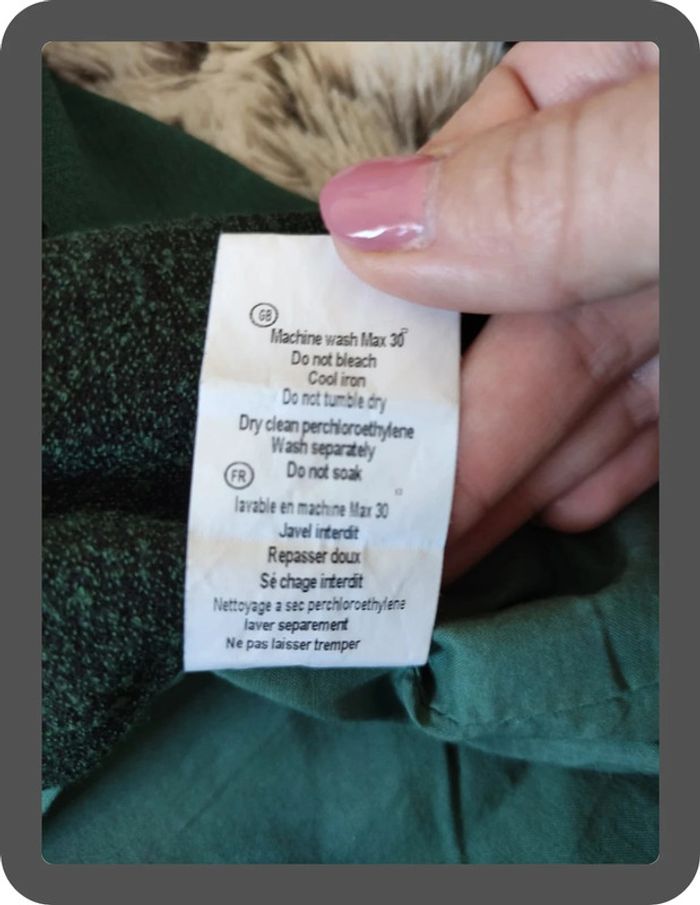 GB
Machine wash Max 30°
Do not bleach
Cool iron
Do not tumble dry
Dry clean perchloroethylene
Wash separately
Do not soak
FR
lavable en machine Max 30°
Javel interdit
Repasser doux
Sé chage interdit
Nettoyage a sec perchloroethylene
laver separement
Ne pas laisser tremper